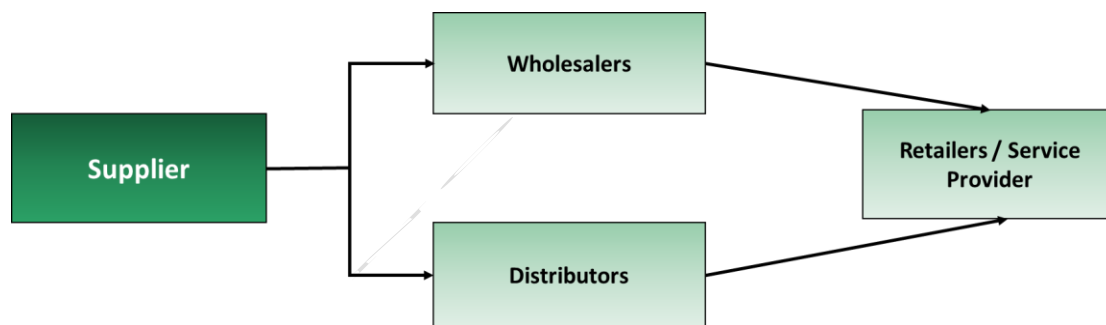 Wholesalers
Supplier
Retailers / Service
Provider
Distributors